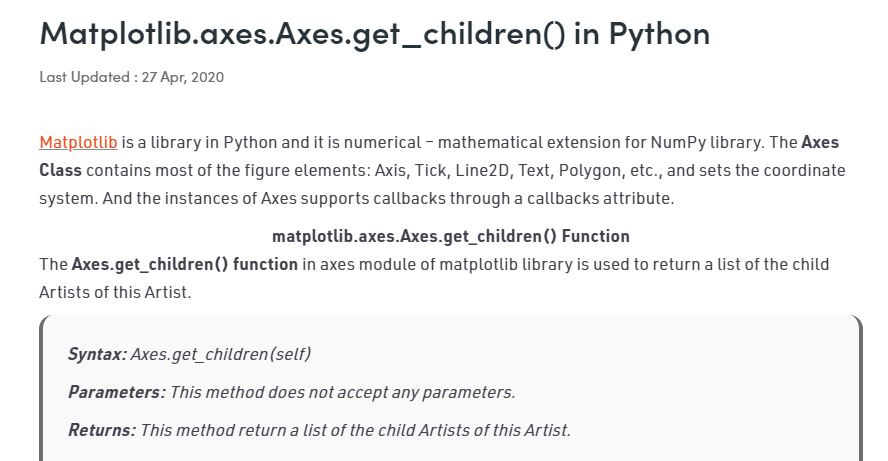 Matplotlib.axes.Axes.get_children() in Python
Last Updated : 27 Apr, 2020
Matplotlib is a library in Python and it is numerical – mathematical extension for NumPy library. The Axes
Class contains most of the figure elements: Axis, Tick, Line2D, Text, Polygon, etc., and sets the coordinate
system. And the instances of Axes supports callbacks through a callbacks attribute.
matplotlib.axes.Axes.get_children() Function
The Axes.get_children() function in axes module of matplotlib library is used to return a list of the child
Artists of this Artist.
Syntax: Axes.get_children(self)
Parameters: This method does not accept any parameters.
Returns: This method return a list of the child Artists of this Artist.